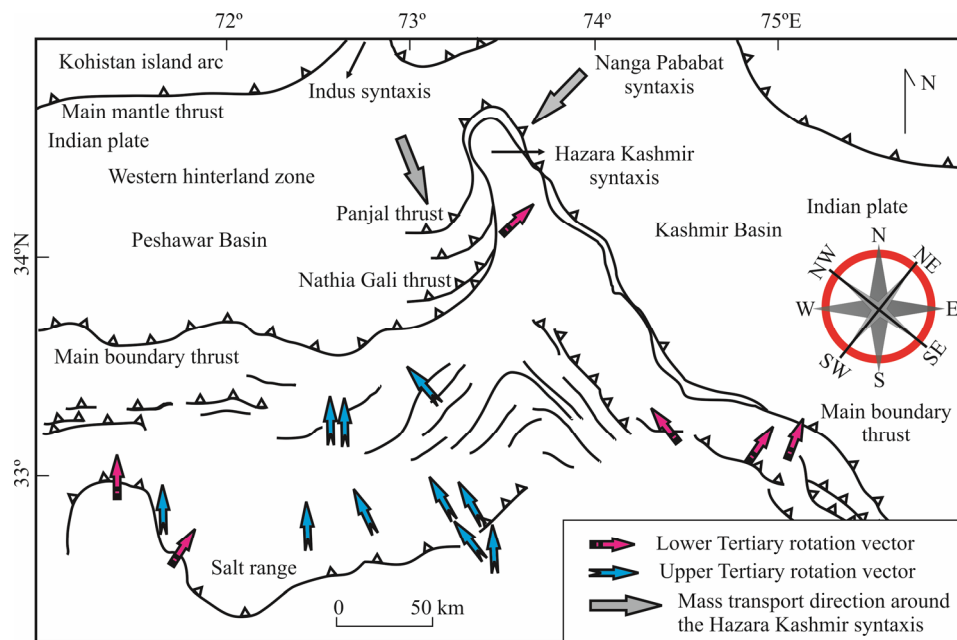 72º 73º 74º 75ºE
Kohistan island arc
Indus syntaxis
Nanga Pababat
syntaxis
N
Main mantle thrust
Indian plate
Western hinterland zone
Hazara Kashmir
syntaxis
Panjal thrust
Peshawar Basin
Kashmir Basin
Indian plate
34ºN
Nathia Gali thrust
N
NW NE
W E
SW SE
S
Main boundary thrust
Main boundary
thrust
33º
Salt range
0 50 km
Lower Tertiary rotation vector
Upper Tertiary rotation vector
Mass transport direction around
the Hazara Kashmir syntaxis